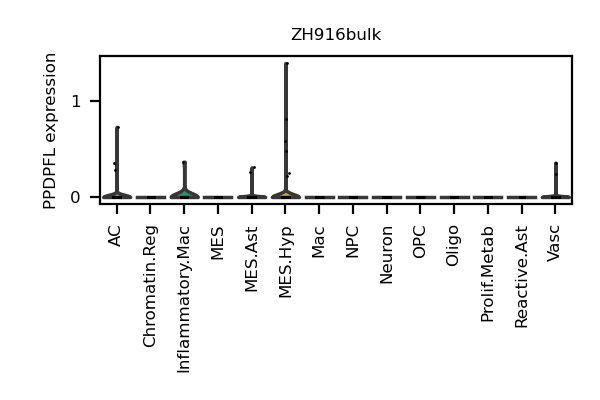 ZH916bulk
PPDPFL expression
1
0
AC
Chromatin.Reg
Inflammatory.Mac
MES
MES.Ast
MES.Hyp
Mac
NPC
Neuron
OPC
Oligo
Prolif.Metab
Reactive.Ast
Vasc